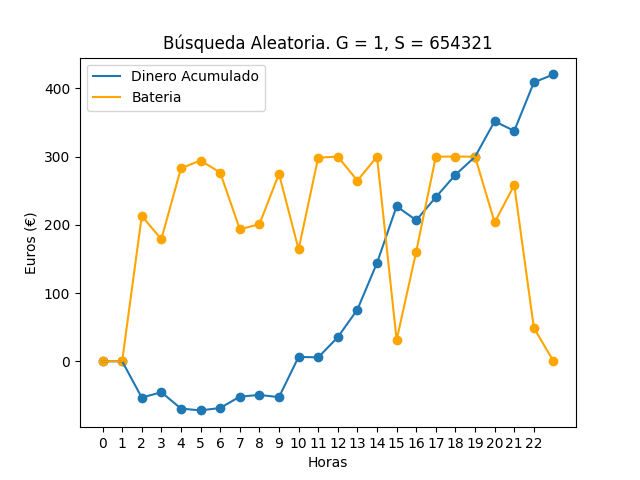 Búsqueda Aleatoria. G = 1, S = 654321
Dinero Acumulado
Bateria
Euros (€)
400
300
200
100
0
0 1 2 3 4 5 6 7 8 9 10 11 12 13 14 15 16 17 18 19 20 21 22
Horas